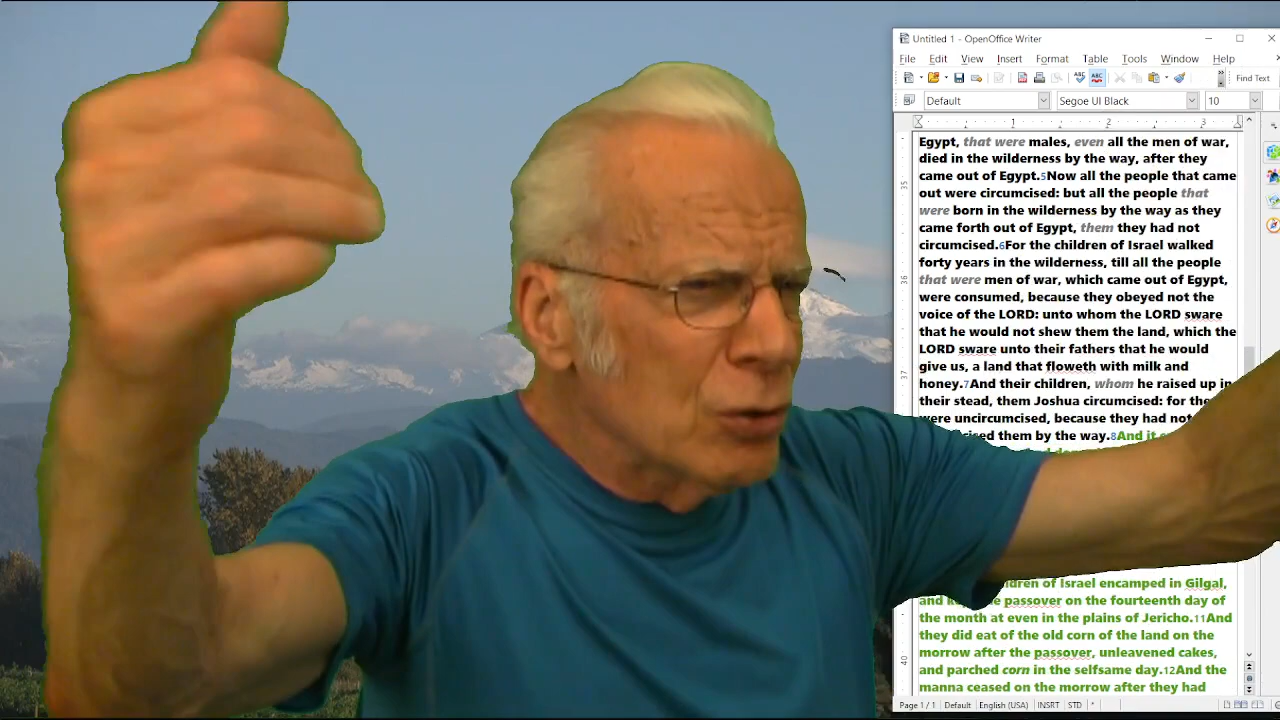 Untitled 1 - OpenOffice Writer
File Edit View Insert Format Table Tools Window Help
Find Text
Default Segoe UI Black 10
1 2 3
Egypt, that were males, even all the men of war,
died in the wilderness by the way, after they
came out of Egypt.5Now all the people that came
out were circumcised: but all the people that
were born in the wilderness by the way as they
came forth out of Egypt, them they had not
circumcised.6For the children of Israel walked
forty years in the wilderness, till all the people
that were men of war, which came out of Egypt,
were consumed, because they obeyed not the
voice of the LORD: unto whom the LORD sware
that he would not shew them the land, which the
LORD sware unto their fathers that he would
give us, a land that floweth with milk and
honey.7And their children, whom he raised up in
their stead, them Joshua circumcised: for they
were uncircumcised, because they had not
them by the way.8And it
of Israel encamped in Gilgal,
and passover on the fourteenth day of
the month at even in the plains of Jericho.11And
they did eat of the old corn of the land on the
morrow after the passover, unleavened cakes,
and parched corn in the selfsame day.12And the
manna ceased on the morrow after they had
35
36
37
40
Page 1 / 1 Default English (USA) INSRT STD *